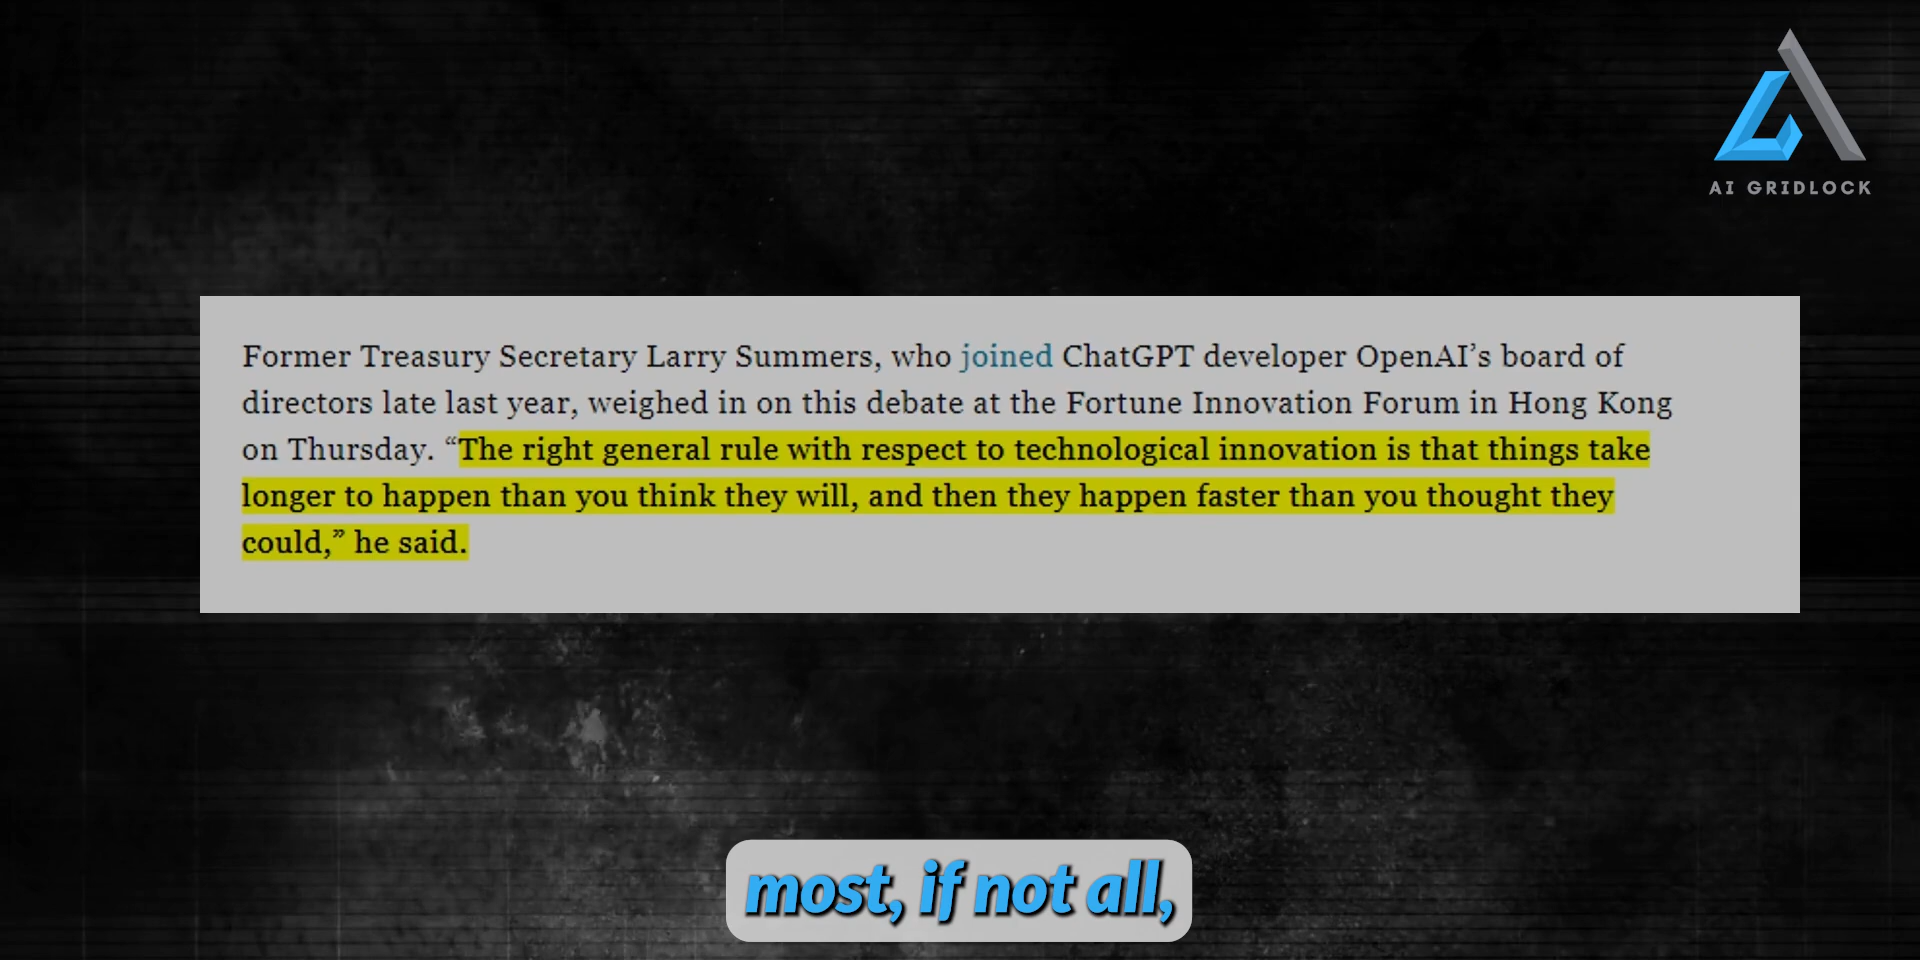 AI GRIDLOCK
Former Treasury Secretary Larry Summers, who joined ChatGPT developer OpenAI’s board of
directors late last year, weighed in on this debate at the Fortune Innovation Forum in Hong Kong
on Thursday. “The right general rule with respect to technological innovation is that things take
longer to happen than you think they will, and then they happen faster than you thought they
could,” he said.
most, if not all,